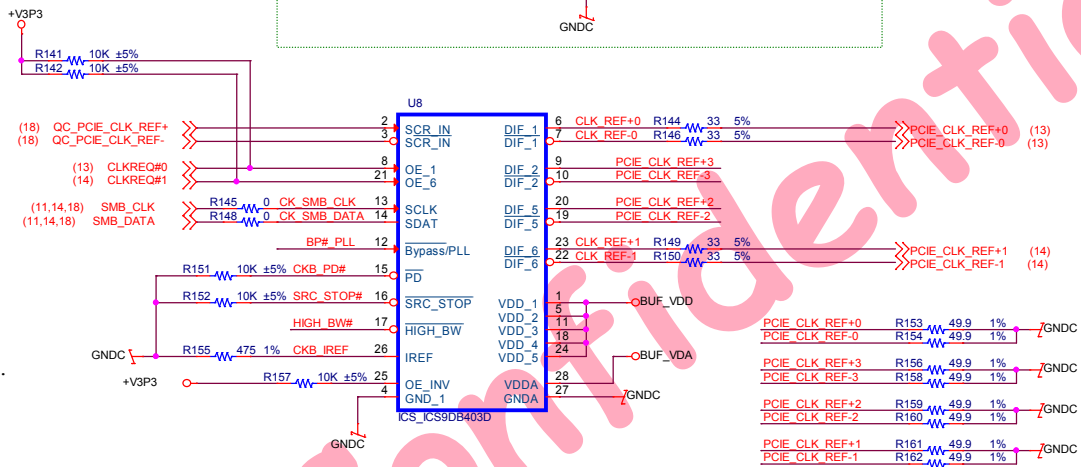 +V3P3
GNDC
R141 10K ±5%
R142 10K ±5%
U8
(18) QC_PCIE_CLK_REF+ 2 SCR_IN DIF_1 6 CLK_REF+0 R144 33 5% PCIE_CLK_REF+0 (13)
(18) QC_PCIE_CLK_REF- 3 SCR_IN DIF_1 7 CLK_REF-0 R146 33 5% PCIE_CLK_REF-0 (13)
(13) CLKREQ#0 8 OE_1 DIF_2 9 PCIE_CLK_REF+3
(14) CLKREQ#1 21 OE_6 DIF_2 10 PCIE_CLK_REF-3
(11,14,18) SMB_CLK R145 0 CK_SMB_CLK 13 SCLK DIF_5 20 PCIE_CLK_REF+2
(11,14,18) SMB_DATA R148 0 CK_SMB_DATA 14 SDAT DIF_5 19 PCIE_CLK_REF-2
BP#_PLL 12 Bypass/PLL DIF_6 23 CLK_REF+1 R149 33 5% PCIE_CLK_REF+1 (14)
DIF_6 22 CLK_REF-1 R150 33 5% PCIE_CLK_REF-1 (14)
R151 10K ±5% CKB_PD# 15 PD
R152 10K ±5% SRC_STOP# 16 SRC_STOP VDD_1 1 BUF_VDD
VDD_2 5
HIGH_BW# 17 HIGH_BW VDD_3 11
VDD_4 18
GNDC R155 475 1% CKB_IREF 26 IREF VDD_5 24 BUF_VDA
+V3P3 R157 10K ±5% 25 OE_INV VDDA 28
4 GND_1 GNDA 27 GNDC
ICS_ICS9DB403D
GNDC
PCIE_CLK_REF+0 R153 49.9 1% GNDC
PCIE_CLK_REF-0 R154 49.9 1%
PCIE_CLK_REF+3 R156 49.9 1% GNDC
PCIE_CLK_REF-3 R158 49.9 1%
PCIE_CLK_REF+2 R159 49.9 1% GNDC
PCIE_CLK_REF-2 R160 49.9 1%
PCIE_CLK_REF+1 R161 49.9 1% GNDC
PCIE_CLK_REF-1 R162 49.9 1%
Confidential